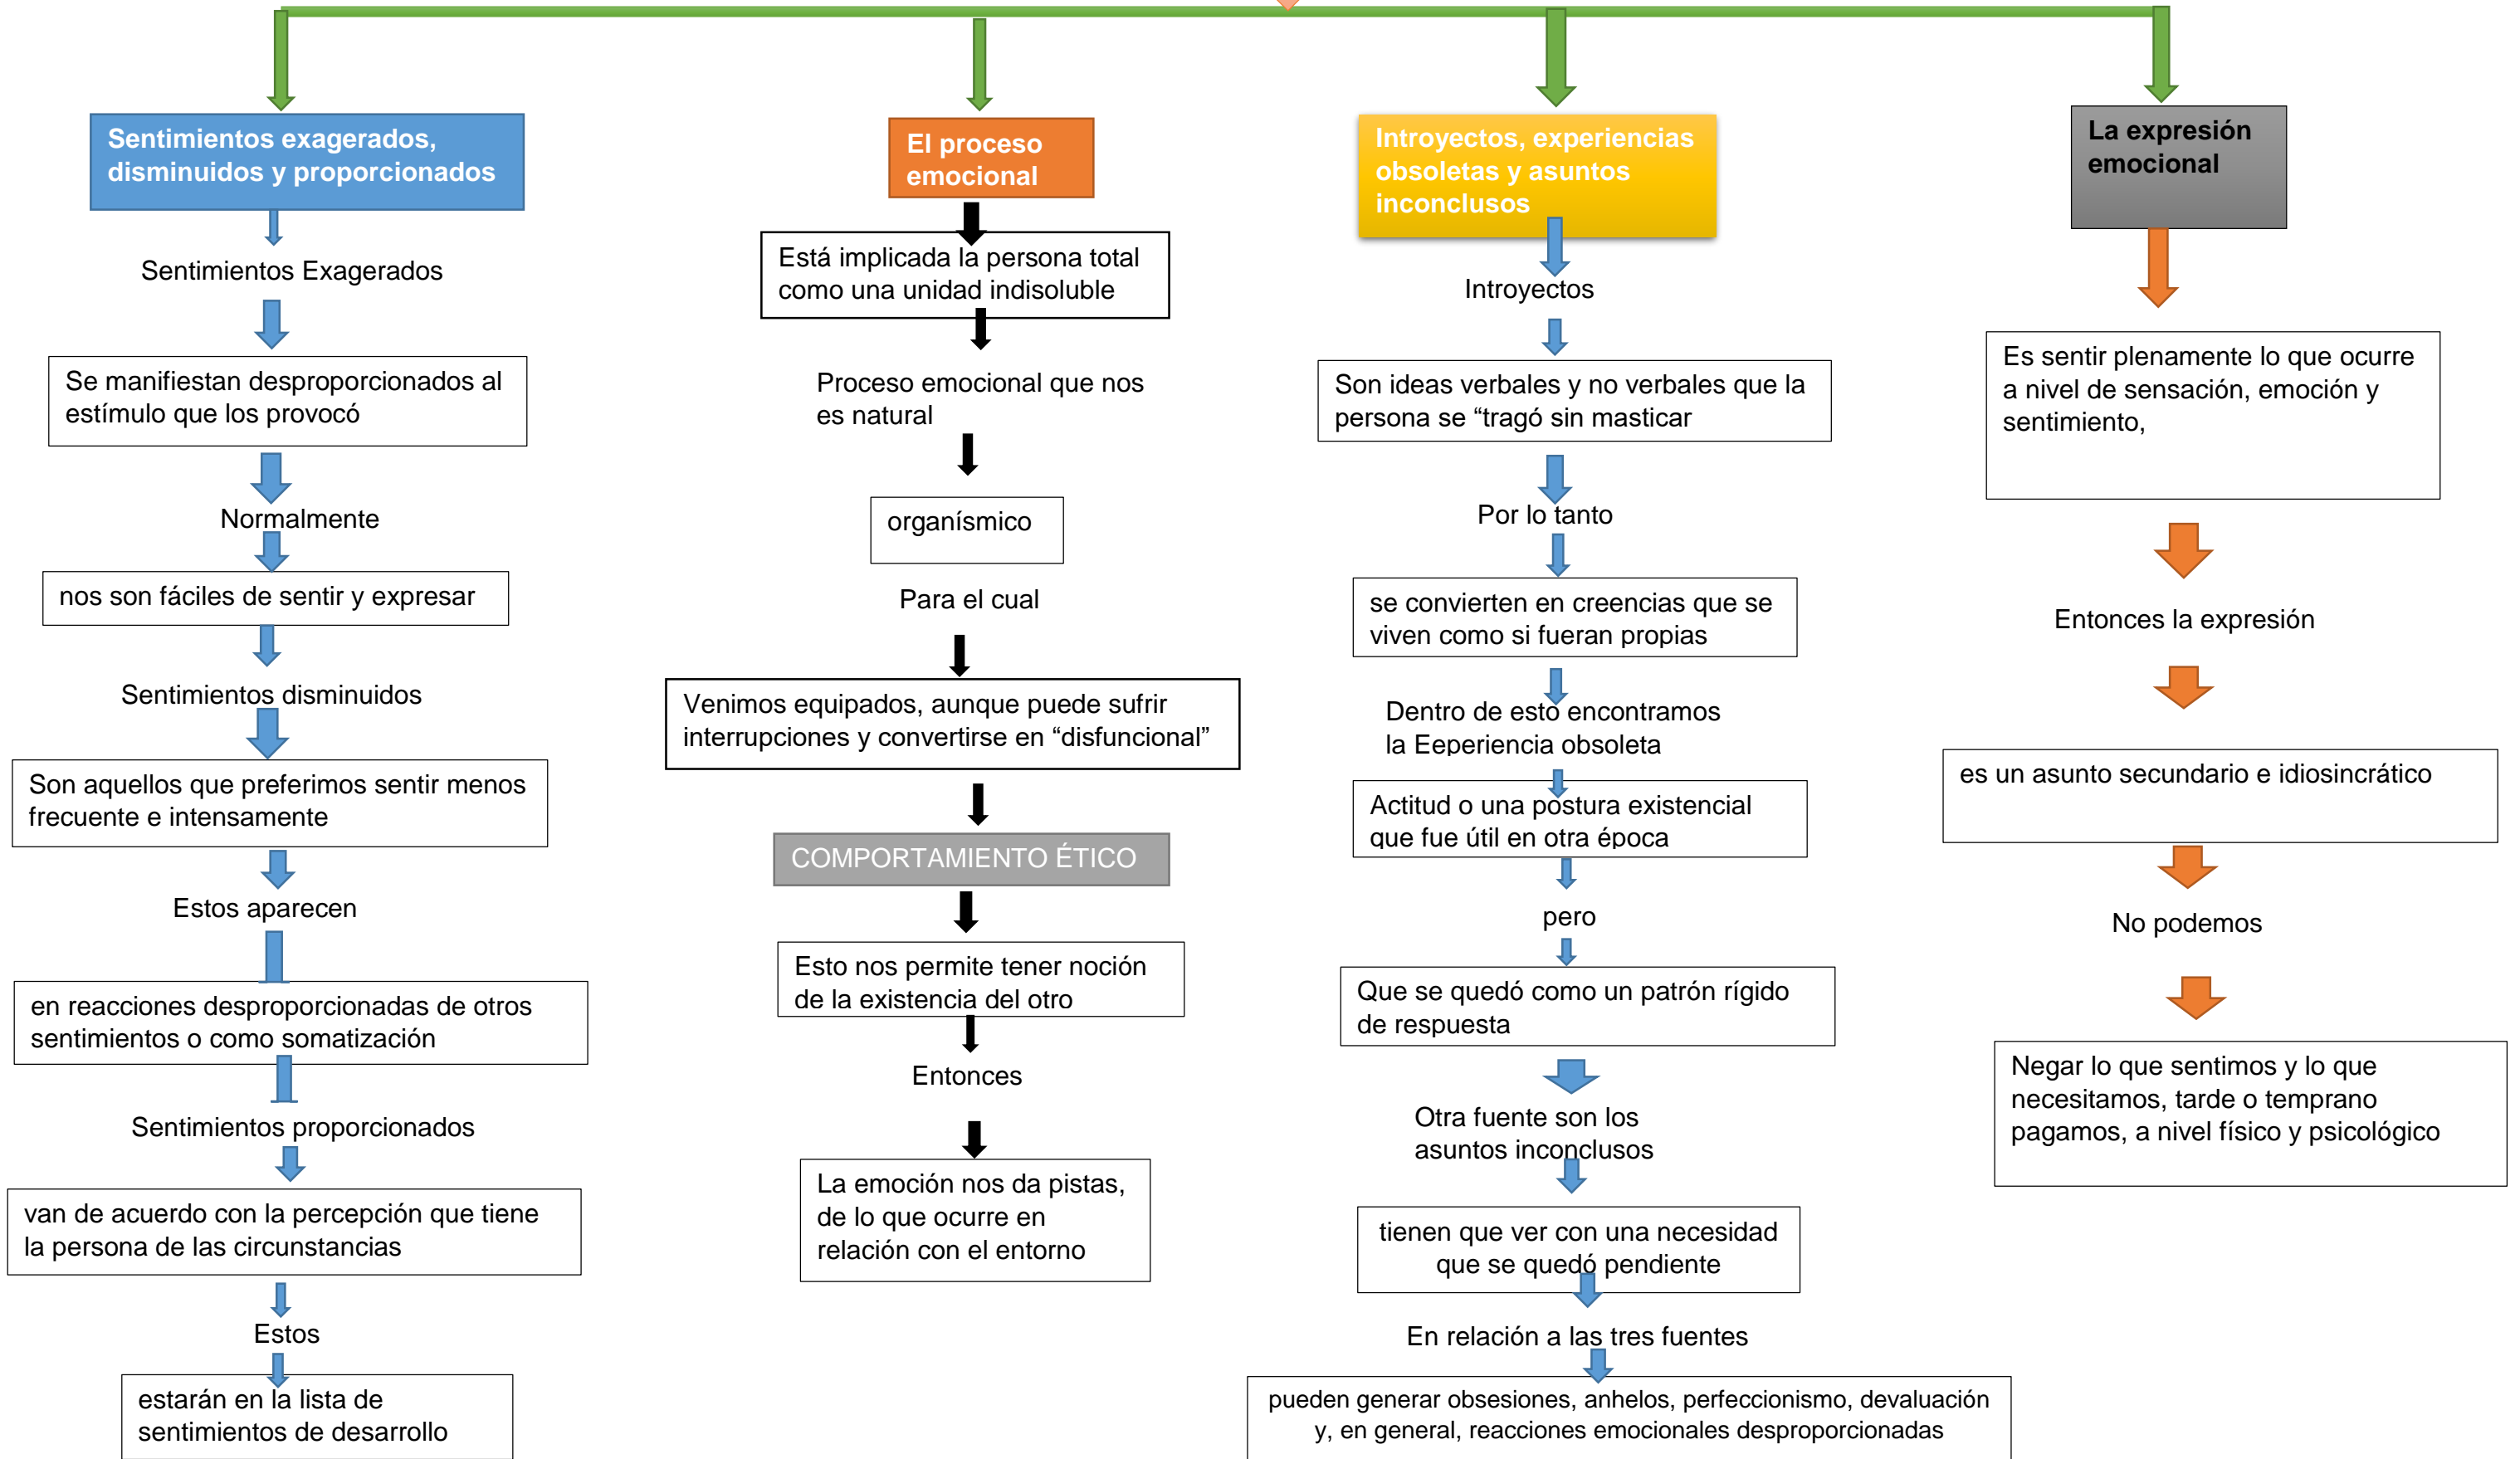 Sentimientos exagerados,
disminuidos y proporcionados
Sentimientos Exagerados
Se manifiestan desproporcionados al
estímulo que los provocó
Normalmente
nos son fáciles de sentir y expresar
Sentimientos disminuidos
Son aquellos que preferimos sentir menos
frecuente e intensamente
Estos aparecen
en reacciones desproporcionadas de otros
sentimientos o como somatización
Sentimientos proporcionados
van de acuerdo con la percepción que tiene
la persona de las circunstancias
Estos
estarán en la lista de
sentimientos de desarrollo
El proceso
emocional
Está implicada la persona total
como una unidad indisoluble
Proceso emocional que nos
es natural
organísmico
Para el cual
Venimos equipados, aunque puede sufrir
interrupciones y convertirse en “disfuncional”
COMPORTAMIENTO ÉTICO
Esto nos permite tener noción
de la existencia del otro
Entonces
La emoción nos da pistas,
de lo que ocurre en
relación con el entorno
Introyectos, experiencias
obsoletas y asuntos
inconclusos
Introyectos
Son ideas verbales y no verbales que la
persona se “tragó sin masticar
Por lo tanto
se convierten en creencias que se
viven como si fueran propias
Dentro de esto encontramos
la Eeperiencia obsoleta
Actitud o una postura existencial
que fue útil en otra época
pero
Que se quedó como un patrón rígido
de respuesta
Otra fuente son los
asuntos inconclusos
tienen que ver con una necesidad
que se quedó pendiente
En relación a las tres fuentes
pueden generar obsesiones, anhelos, perfeccionismo, devaluación
y, en general, reacciones emocionales desproporcionadas
La expresión
emocional
Es sentir plenamente lo que ocurre
a nivel de sensación, emoción y
sentimiento,
Entonces la expresión
es un asunto secundario e idiosincrático
No podemos
Negar lo que sentimos y lo que
necesitamos, tarde o temprano
pagamos, a nivel físico y psicológico